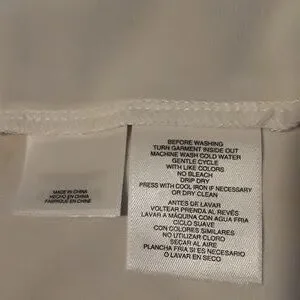 MADE IN CHINA
HECHO EN CHINA
FABRIQUE EN CHINE
BEFORE WASHING
TURN GARMENT INSIDE OUT
MACHINE WASH COLD WATER
GENTLE CYCLE
WITH LIKE COLORS
NO BLEACH
DRIP DRY
PRESS WITH COOL IRON IF NECESSARY
OR DRY CLEAN
ANTES DE LAVAR
VOLTEAR PRENDA AL REVÉS
LAVAR A MÁQUINA CON AGUA FRIA
CICLO SUAVE
CON COLORES SIMILARES
NO UTILIZAR CLORO
SECAR AL AIRE
PLANCHA FRIA SI ES NECESARIO
O LAVAR EN SECO